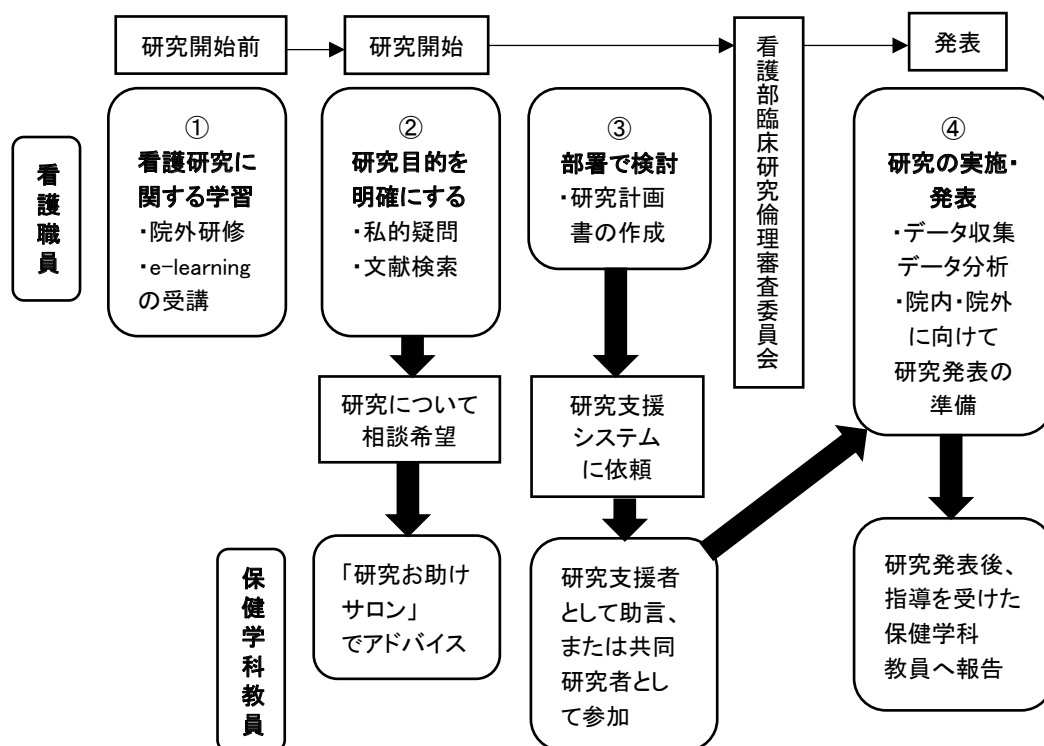 研究開始前
研究開始
看護部臨床研究倫理審査委員会
発表
看護職員
①
看護研究に
関する学習
・院外研修
・e-learning
の受講
②
研究目的を
明確にする
・私的疑問
・文献検索
③
部署で検討
・研究計画
書の作成
④
研究の実施・
発表
・データ収集
データ分析
・院内・院外
に向けて
研究発表の
準備
研究について
相談希望
研究支援
システム
に依頼
保健学科教員
「研究お助け
サロン」
でアドバイス
研究支援者
として助言、
または共同
研究者とし
て参加
研究発表後、
指導を受けた
保健学科
教員へ報告